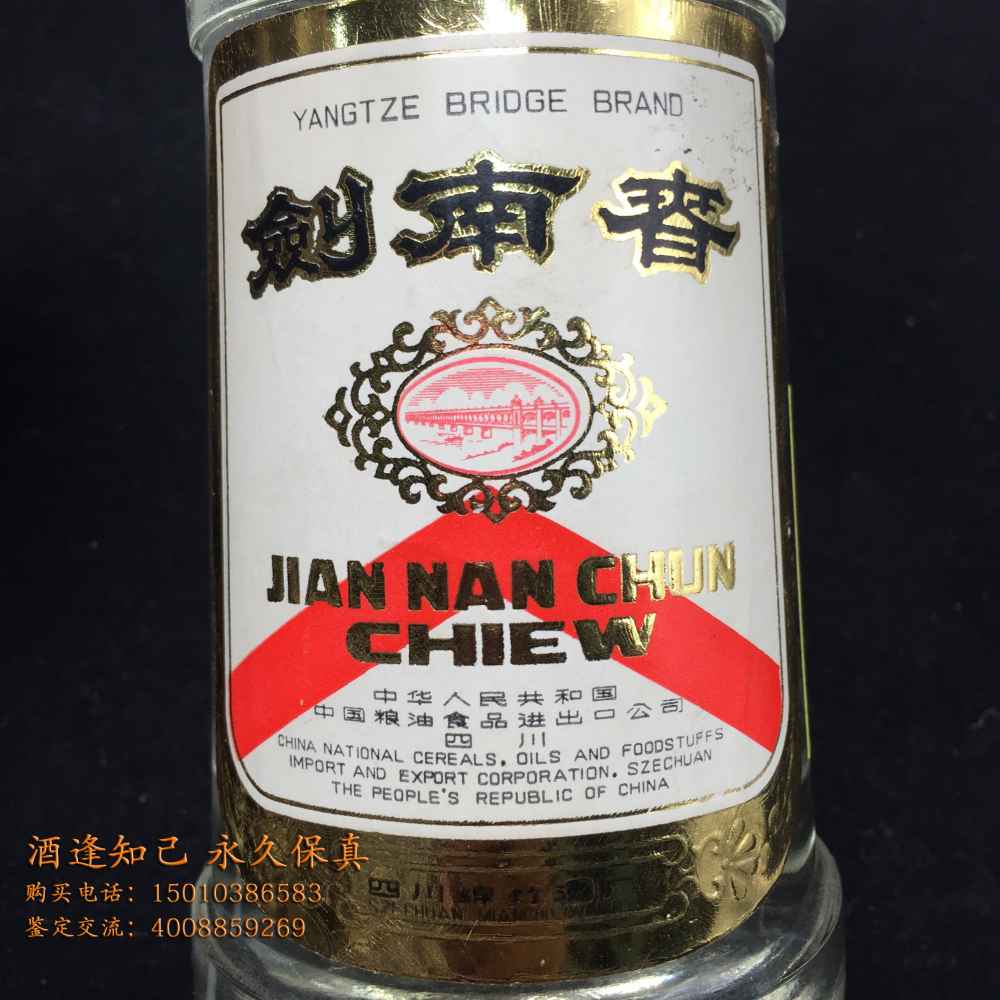 YANGTZE BRIDGE BRAND
劍南春
JIAN NAN CHUN
CHIEW
中华人民共和国
中国粮油食品进出口公司
四川
CHINA NATIONAL CEREALS, OILS AND FOODSTUFFS
IMPORT AND EXPORT CORPORATION. SZECHUAN
THE PEOPLE'S REPUBLIC OF CHINA
四川绵竹
酒逢知己 永久保真
购买电话：15010386583
鉴定交流：4008859269